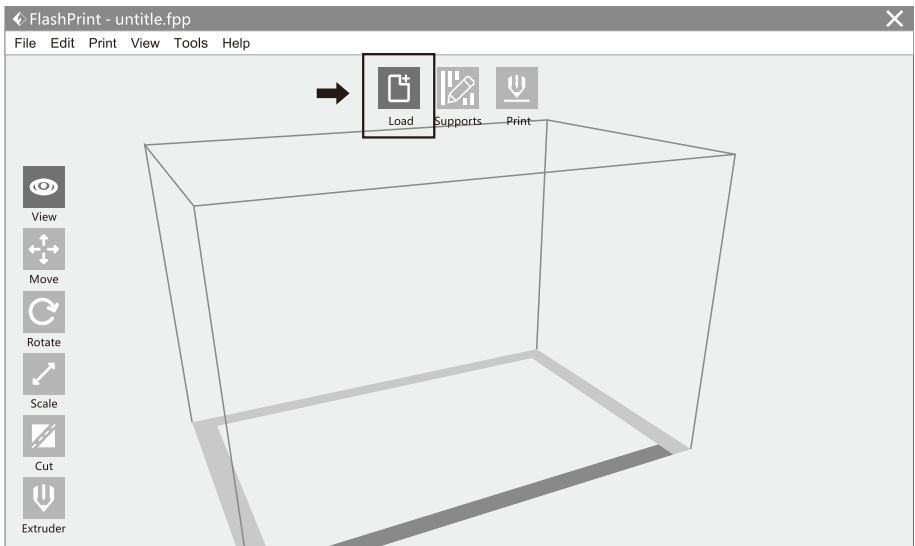 FlashPrint - untitle.fpp
File Edit Print View Tools Help
Load Supports Print
View
Move
Rotate
Scale
Cut
Extruder